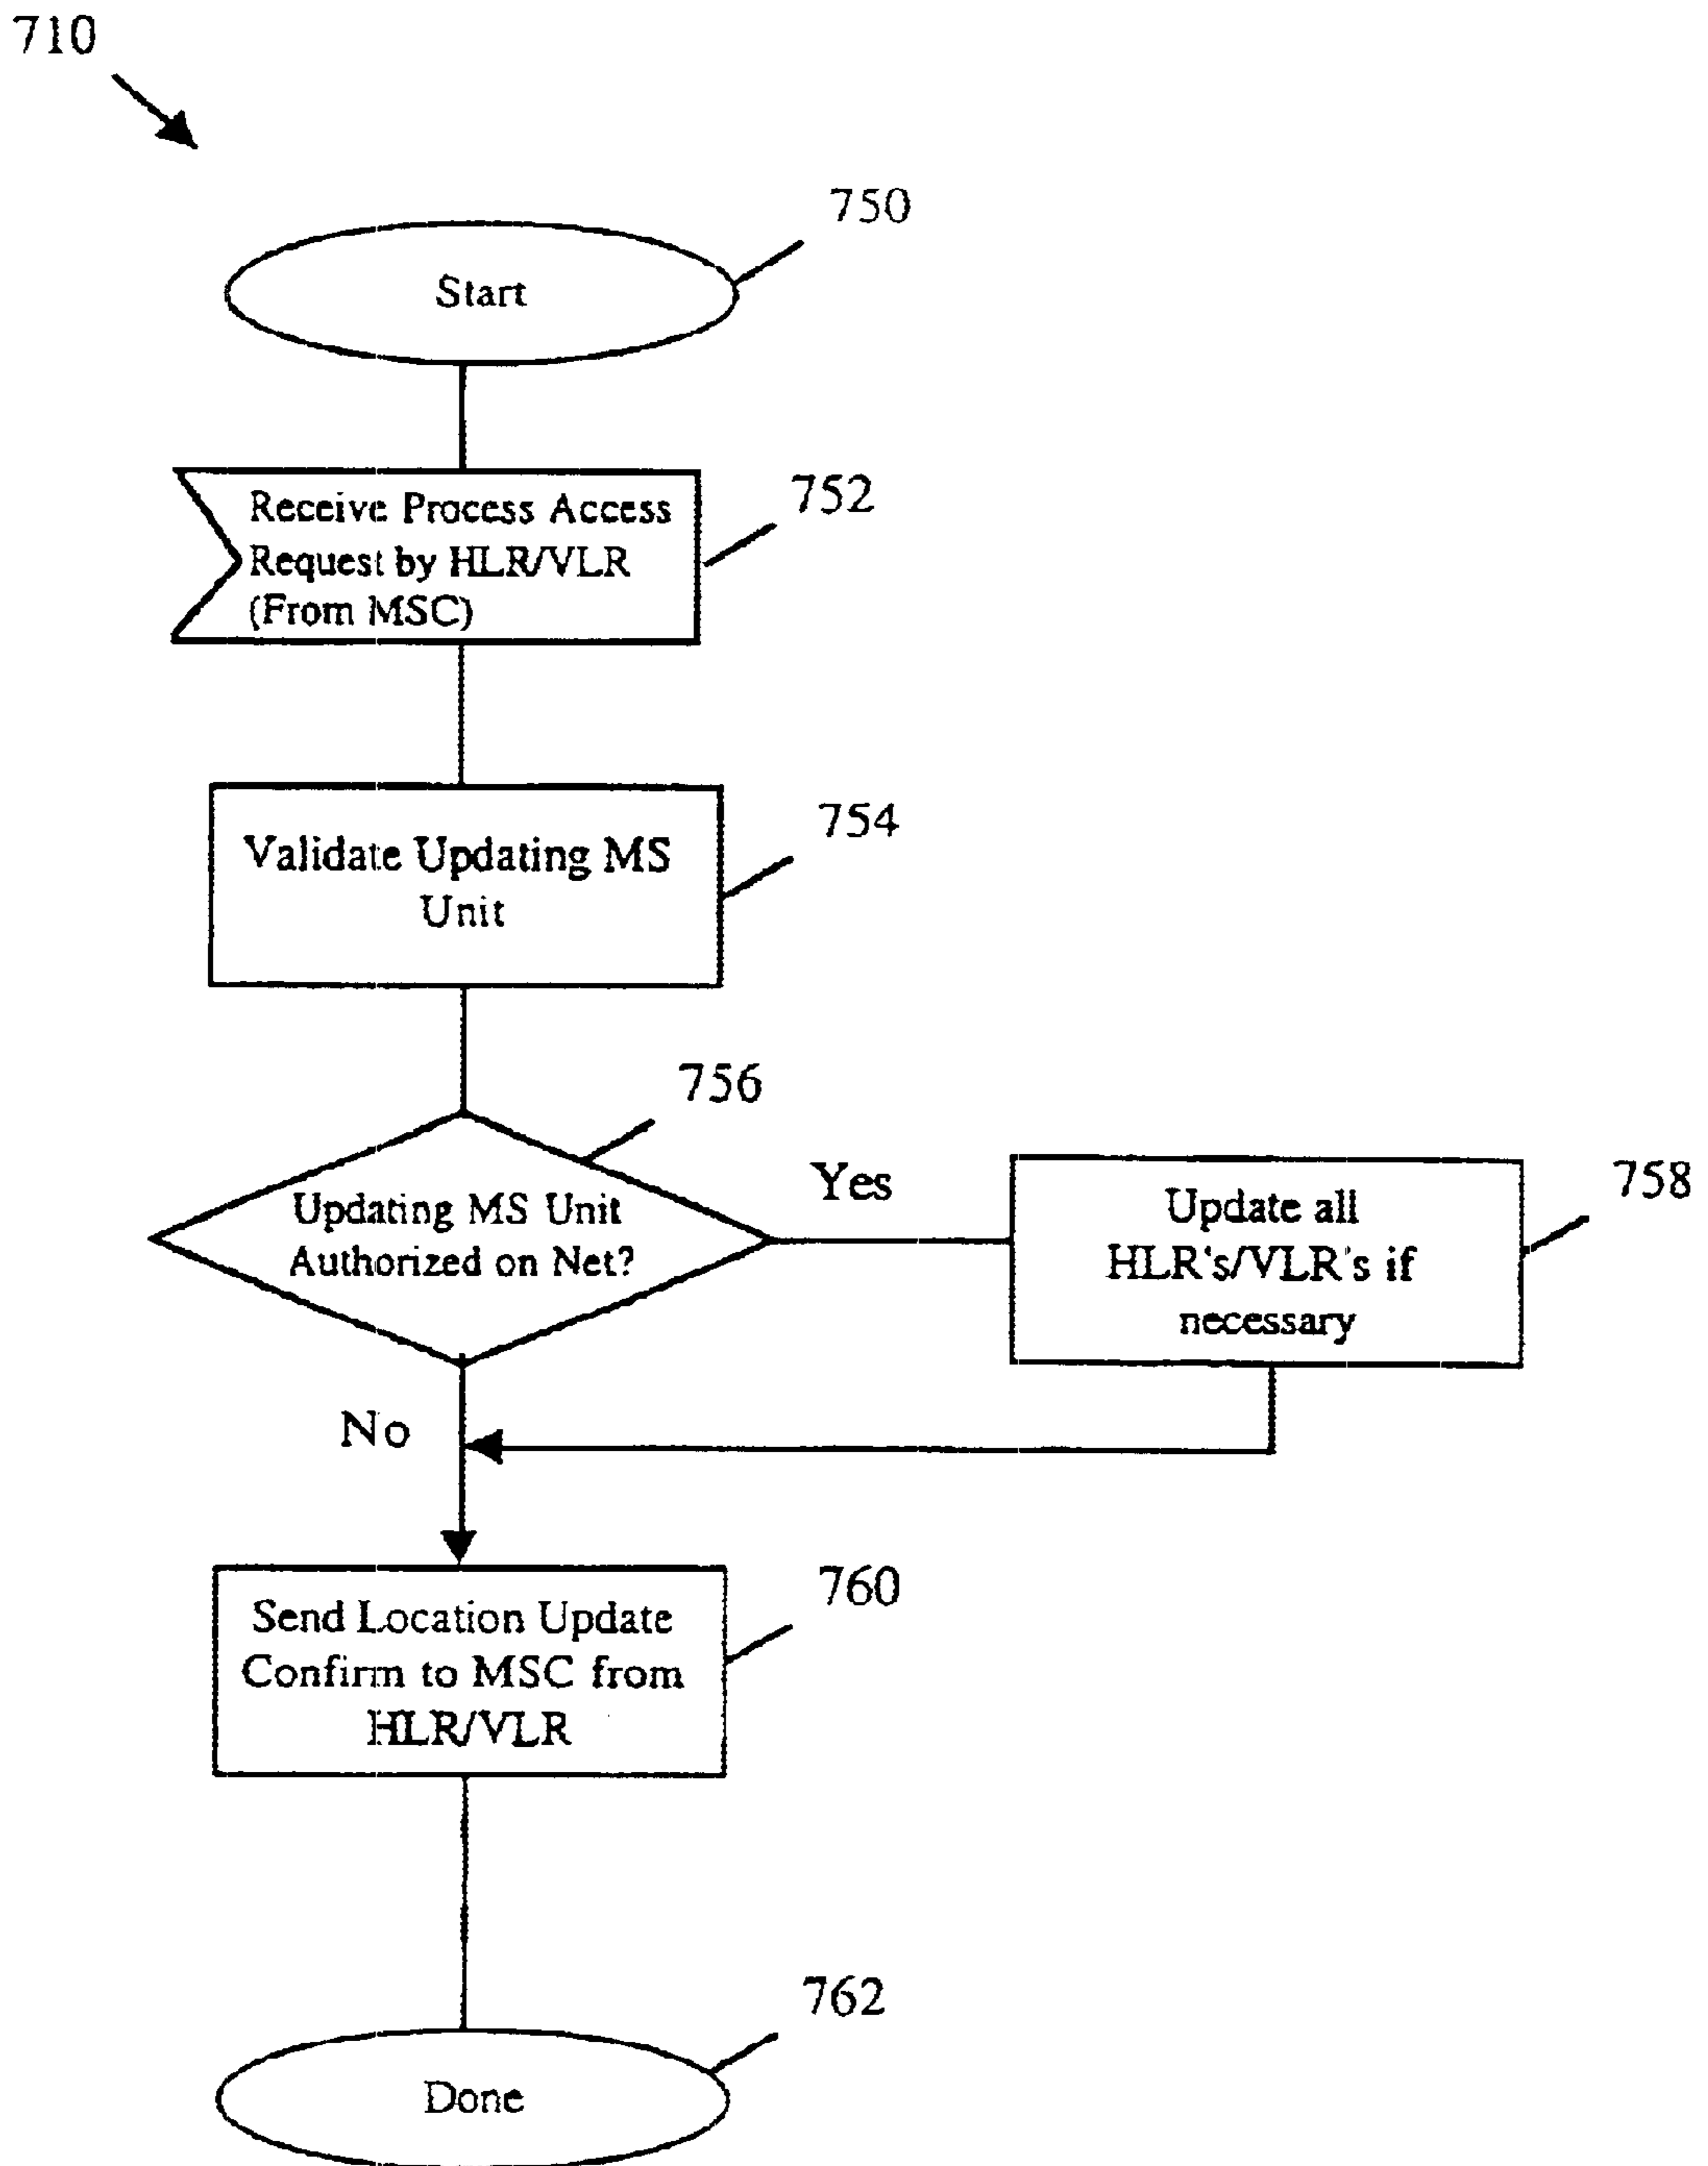 710
750
Start
752
Receive Process Access
Request by HLR/VLR
(From MSC)
754
Validate Updating MS
Unit
756
Updating MS Unit
Authorized on Net?
Yes
758
Update all
HLR's/VLR's if
necessary
No
760
Send Location Update
Confirm to MSC from
HLR/VLR
762
Done